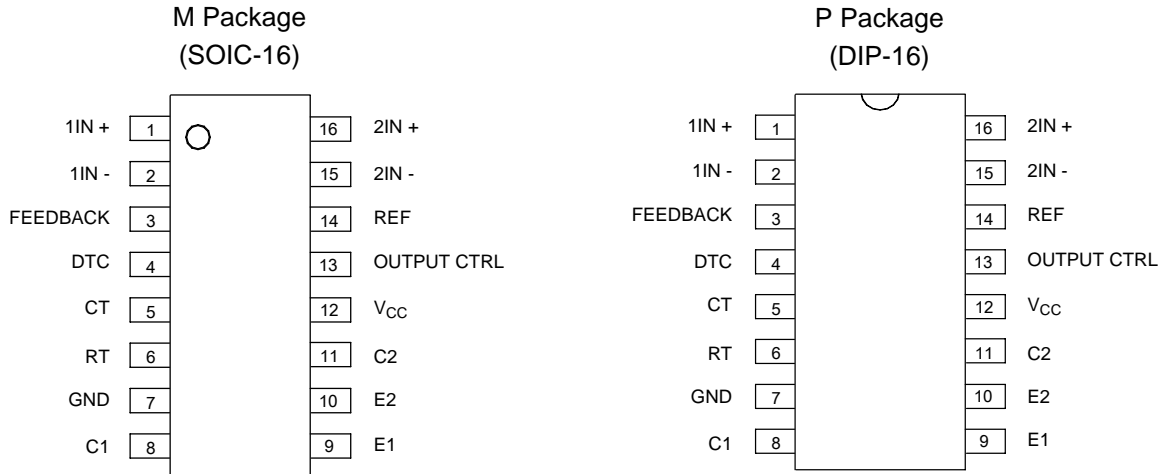 M Package
(SOIC-16)
1IN + 1 16 2IN +
1IN - 2 15 2IN -
FEEDBACK 3 14 REF
DTC 4 13 OUTPUT CTRL
CT 5 12 VCC
RT 6 11 C2
GND 7 10 E2
C1 8 9 E1
P Package
(DIP-16)
1IN + 1 16 2IN +
1IN - 2 15 2IN -
FEEDBACK 3 14 REF
DTC 4 13 OUTPUT CTRL
CT 5 12 VCC
RT 6 11 C2
GND 7 10 E2
C1 8 9 E1